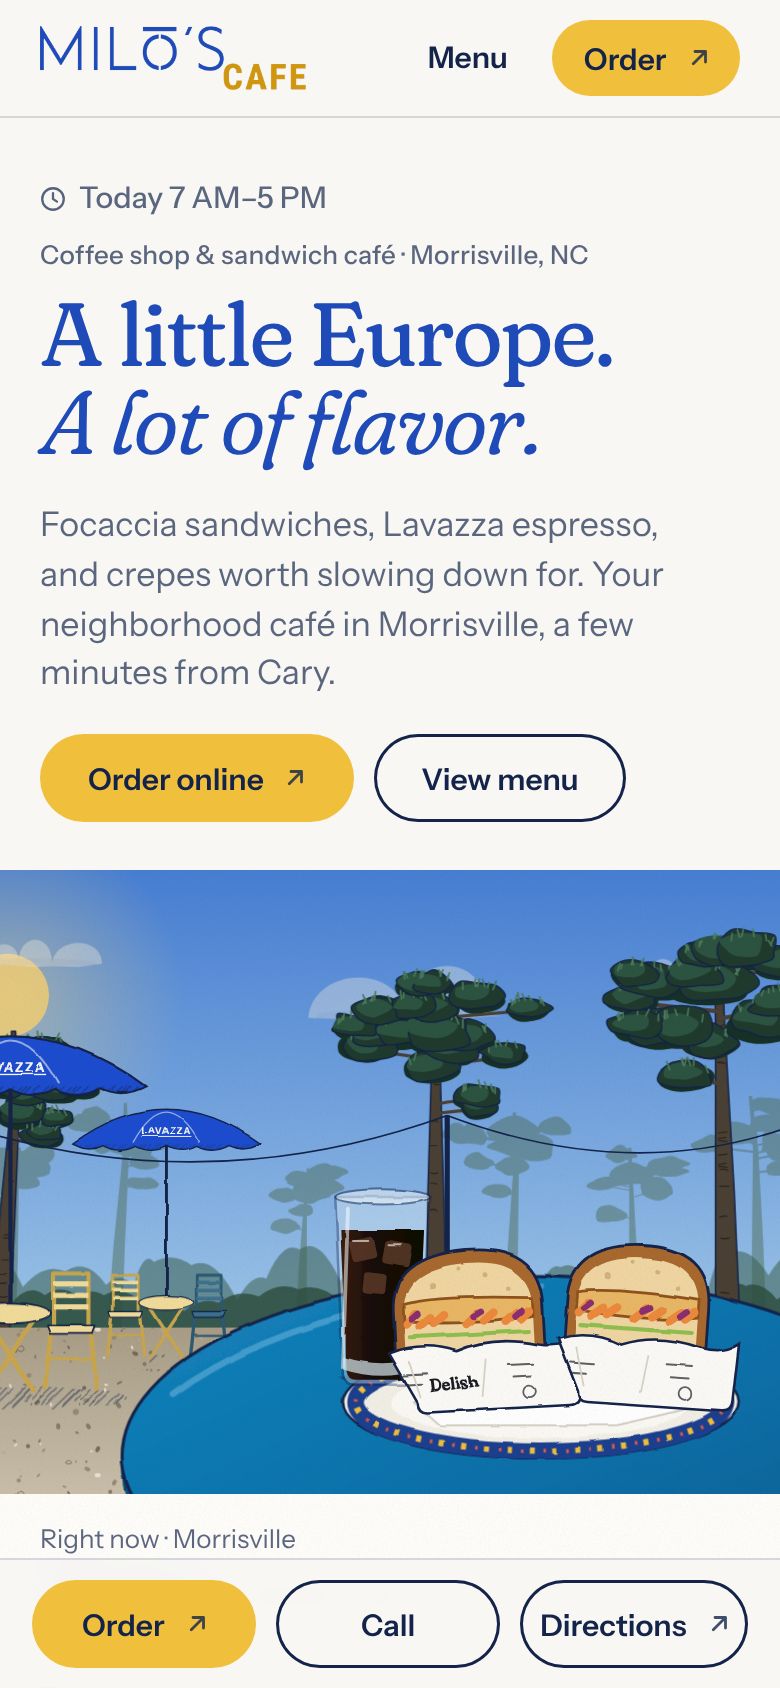 MILŌ'S
CAFE
Menu
Order
Today 7 AM–5 PM
Coffee shop & sandwich café · Morrisville, NC
A little Europe.
A lot of flavor.
Focaccia sandwiches, Lavazza espresso,
and crepes worth slowing down for. Your
neighborhood café in Morrisville, a few
minutes from Cary.
Order online
View menu
VAZZA
LAVAZZA
Delish
Right now · Morrisville
Order
Call
Directions